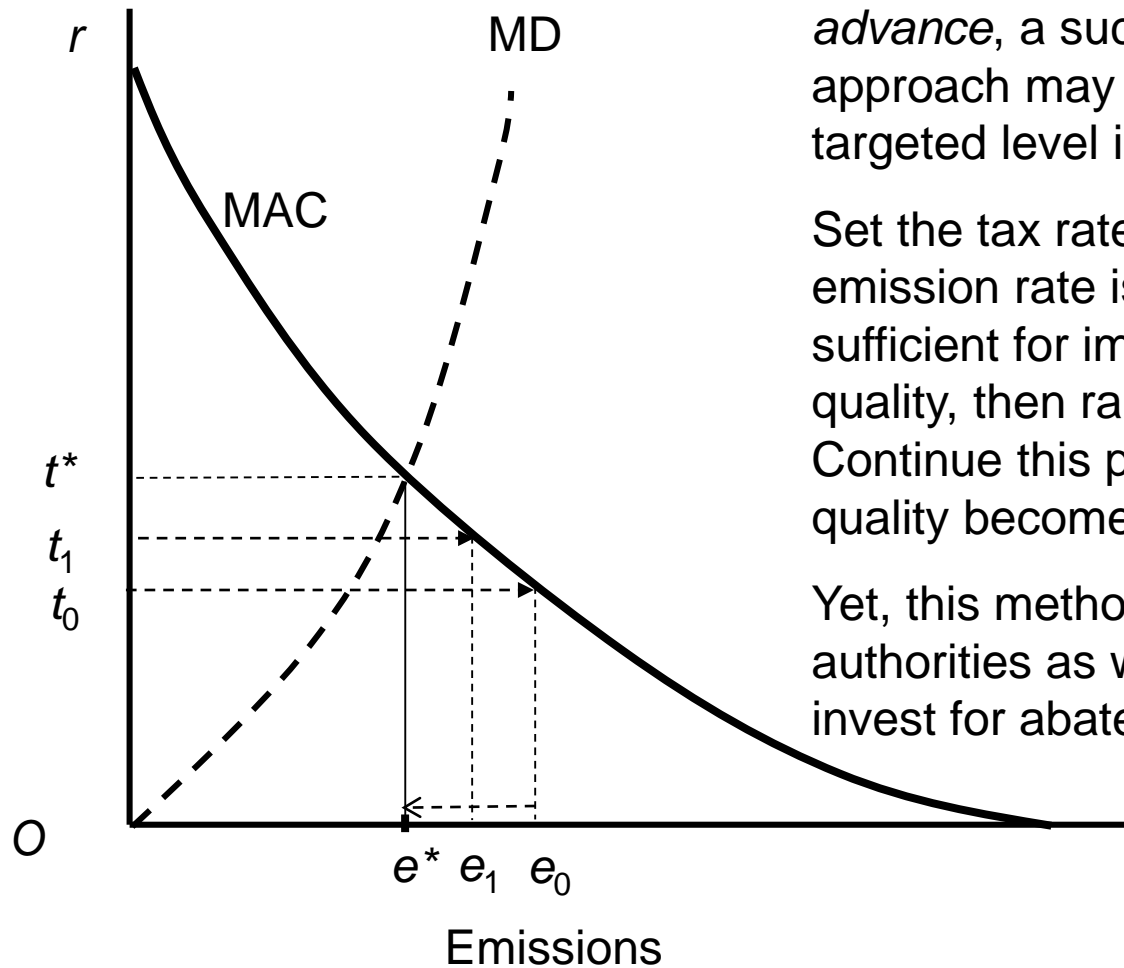 r
MD
MAC
t*
t1
t0
O
e* e1 e0
Emissions
advance, a suc
approach may
targeted level i
Set the tax rate
emission rate is
sufficient for im
quality, then ra
Continue this p
quality become
Yet, this metho
authorities as w
invest for abate